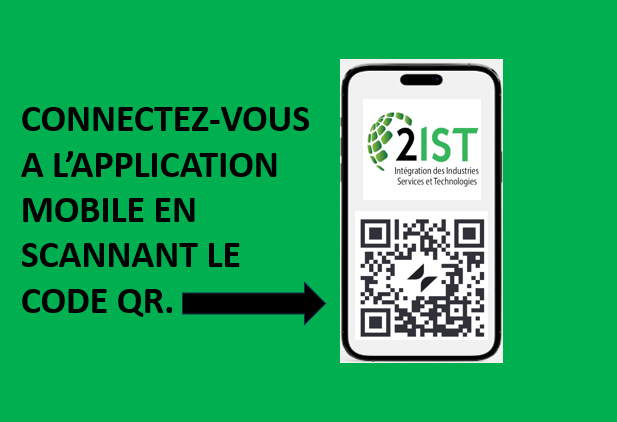 CONNECTEZ-VOUS
A L’APPLICATION
MOBILE EN
SCANNANT LE
CODE QR.
2IST
Intégration des Industries
Services et Technologies